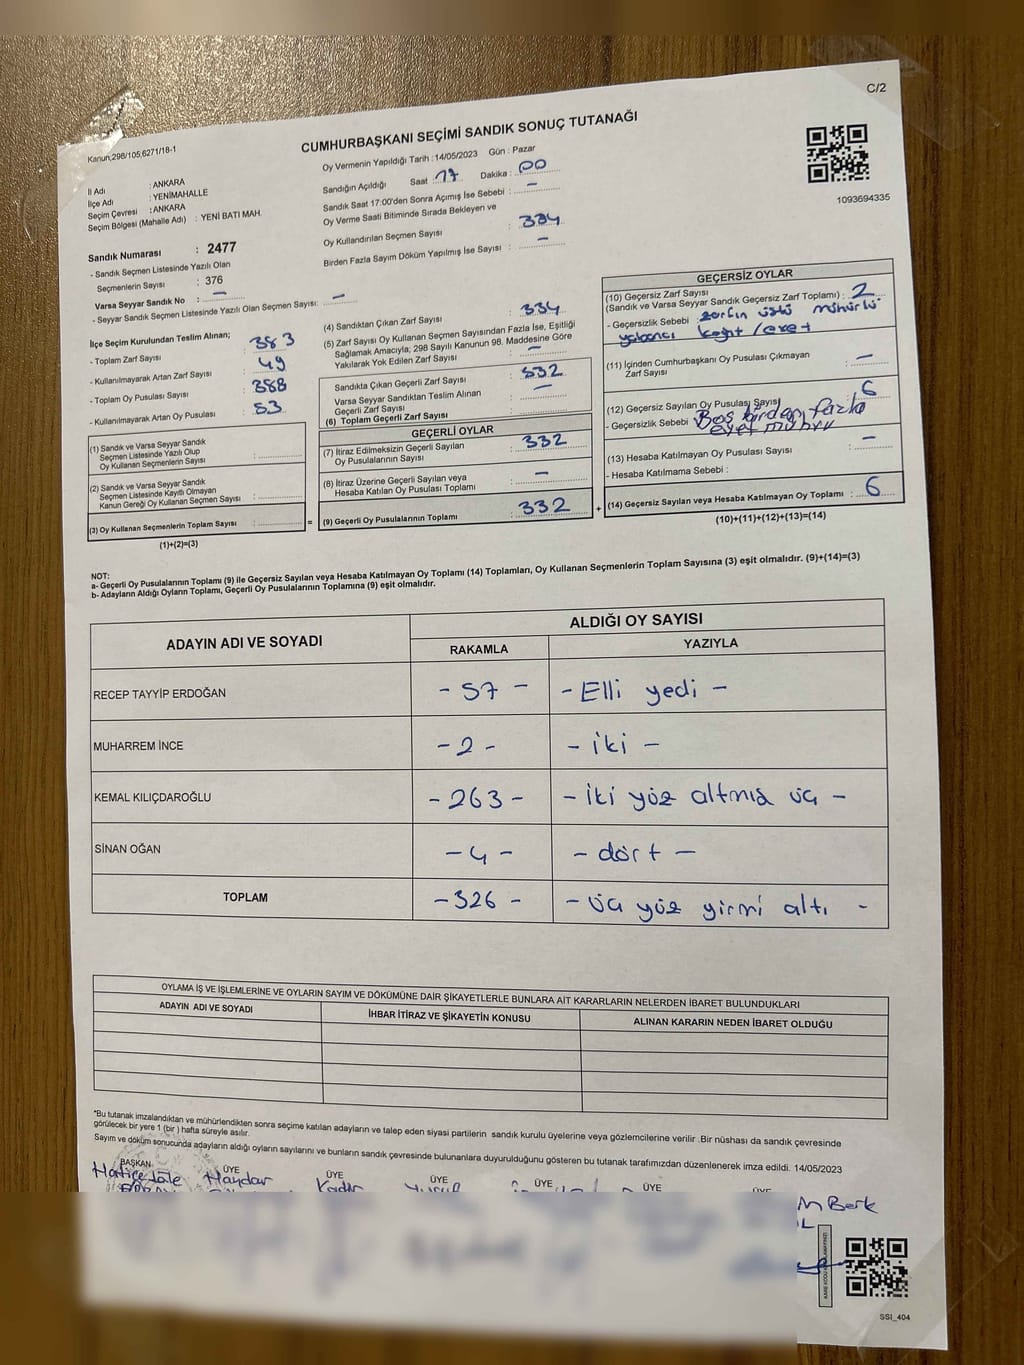 C/2
Kanun;298/105;6271/18-1
CUMHURBAŞKANI SEÇİMİ SANDIK SONUÇ TUTANAĞI
1093694335
İl Adı : ANKARA
İlçe Adı : YENİMAHALLE
Seçim Çevresi : ANKARA
Seçim Bölgesi (Mahalle Adı) : YENİ BATI MAH.
Sandık Numarası : 2477
- Sandık Seçmen Listesinde Yazılı Olan
Seçmenlerin Sayısı : 376
Varsa Seyyar Sandık No : -
- Seyyar Sandık Seçmen Listesinde Yazılı Olan Seçmen Sayısı: -
Oy Vermenin Yapıldığı Tarih : 14/05/2023 Gün : Pazar
Sandığın Açıldığı Saat : 17 Dakika : 00
Sandık Saat 17:00'den Sonra Açımış İse Sebebi : -
Oy Verme Saati Bitiminde Sırada Bekleyen ve
Oy Kullandırılan Seçmen Sayısı : 334
Birden Fazla Sayım Döküm Yapılmış İse Sayısı : -
İlçe Seçim Kurulundan Teslim Alınan;
- Toplam Zarf Sayısı : 383
- Kullanılmayarak Artan Zarf Sayısı : 49
- Toplam Oy Pusulası Sayısı : 388
- Kullanılmayarak Artan Oy Pusulası : 53
(1) Sandık ve Varsa Seyyar Sandık
Seçmen Listesinde Yazılı Olup
Oy Kullanan Seçmenlerin Sayısı :
(2) Sandık ve Varsa Seyyar Sandık
Seçmen Listesinde Kayıtlı Olmayan
Kanun Gereği Oy Kullanan Seçmen Sayısı :
(3) Oy Kullanan Seçmenlerin Toplam Sayısı :
(1)+(2)=(3)
=
(4) Sandıktan Çıkan Zarf Sayısı : 334
(5) Zarf Sayısı Oy Kullanan Seçmen Sayısından Fazla İse, Eşitliği
Sağlamak Amacıyla; 298 Sayılı Kanunun 98. Maddesine Göre
Yakılarak Yok Edilen Zarf Sayısı : -
Sandıkta Çıkan Geçerli Zarf Sayısı : 332
Varsa Seyyar Sandıktan Teslim Alınan
Geçerli Zarf Sayısı : -
(6) Toplam Geçerli Zarf Sayısı :
GEÇERLİ OYLAR
(7) İtiraz Edilmeksizin Geçerli Sayılan
Oy Pusulalarının Sayısı : 332
(8) İtiraz Üzerine Geçerli Sayılan veya
Hesaba Katılan Oy Pusulası Toplamı : -
(9) Geçerli Oy Pusulalarının Toplamı : 332
+
GEÇERSİZ OYLAR
(10) Geçersiz Zarf Sayısı
(Sandık ve Varsa Seyyar Sandık Geçersiz Zarf Toplamı) : 2
- Geçersizlik Sebebi : zarfın üstü mühürlü
yabancı kağıt / evet
(11) İçinden Cumhurbaşkanı Oy Pusulası Çıkmayan
Zarf Sayısı : -
(12) Geçersiz Sayılan Oy Pusulası Sayısı : 6
- Geçersizlik Sebebi : Boş birden fazla
evet mührü
(13) Hesaba Katılmayan Oy Pusulası Sayısı : -
- Hesaba Katılmama Sebebi :
(14) Geçersiz Sayılan veya Hesaba Katılmayan Oy Toplamı : 6
(10)+(11)+(12)+(13)=(14)
NOT:
a- Geçerli Oy Pusulalarının Toplamı (9) ile Geçersiz Sayılan veya Hesaba Katılmayan Oy Toplamı (14) Toplamları, Oy Kullanan Seçmenlerin Toplam Sayısına (3) eşit olmalıdır. (9)+(14)=(3)
b- Adayların Aldığı Oyların Toplamı, Geçerli Oy Pusulalarının Toplamına (9) eşit olmalıdır.
ADAYIN ADI VE SOYADI
ALDIĞI OY SAYISI
RAKAMLA YAZIYLA
RECEP TAYYİP ERDOĞAN - 57 - - Elli yedi -
MUHARREM İNCE - 2 - - iki -
KEMAL KILIÇDAROĞLU - 263 - - iki yüz altmış üç -
SİNAN OĞAN - 4 - - dört -
TOPLAM - 326 - - üç yüz yirmi altı -
OYLAMA İŞ VE İŞLEMLERİNE VE OYLARIN SAYIM VE DÖKÜMÜNE DAİR ŞİKAYETLERLE BUNLARA AİT KARARLARIN NELERDEN İBARET BULUNDUKLARI
ADAYIN ADI VE SOYADI İHBAR İTİRAZ VE ŞİKAYETİN KONUSU ALINAN KARARIN NEDEN İBARET OLDUĞU
*Bu tutanak imzalandıktan ve mühürlendikten sonra seçime katılan adayların ve talep eden siyasi partilerin sandık kurulu üyelerine veya gözlemcilerine verilir .Bir nüshası da sandık çevresinde
görülecek bir yere 1 (bir ) hafta süreyle asılır.
Sayım ve döküm sonucunda adayların aldığı oyların sayılarını ve bunların sandık çevresinde bulunanlara duyurulduğunu gösteren bu tutanak tarafımızdan düzenlenerek imza edildi. 14/05/2023
BAŞKAN ÜYE ÜYE ÜYE ÜYE ÜYE ÜYE
Hatice Lale Haydar Kadir
Berk
SSI_404